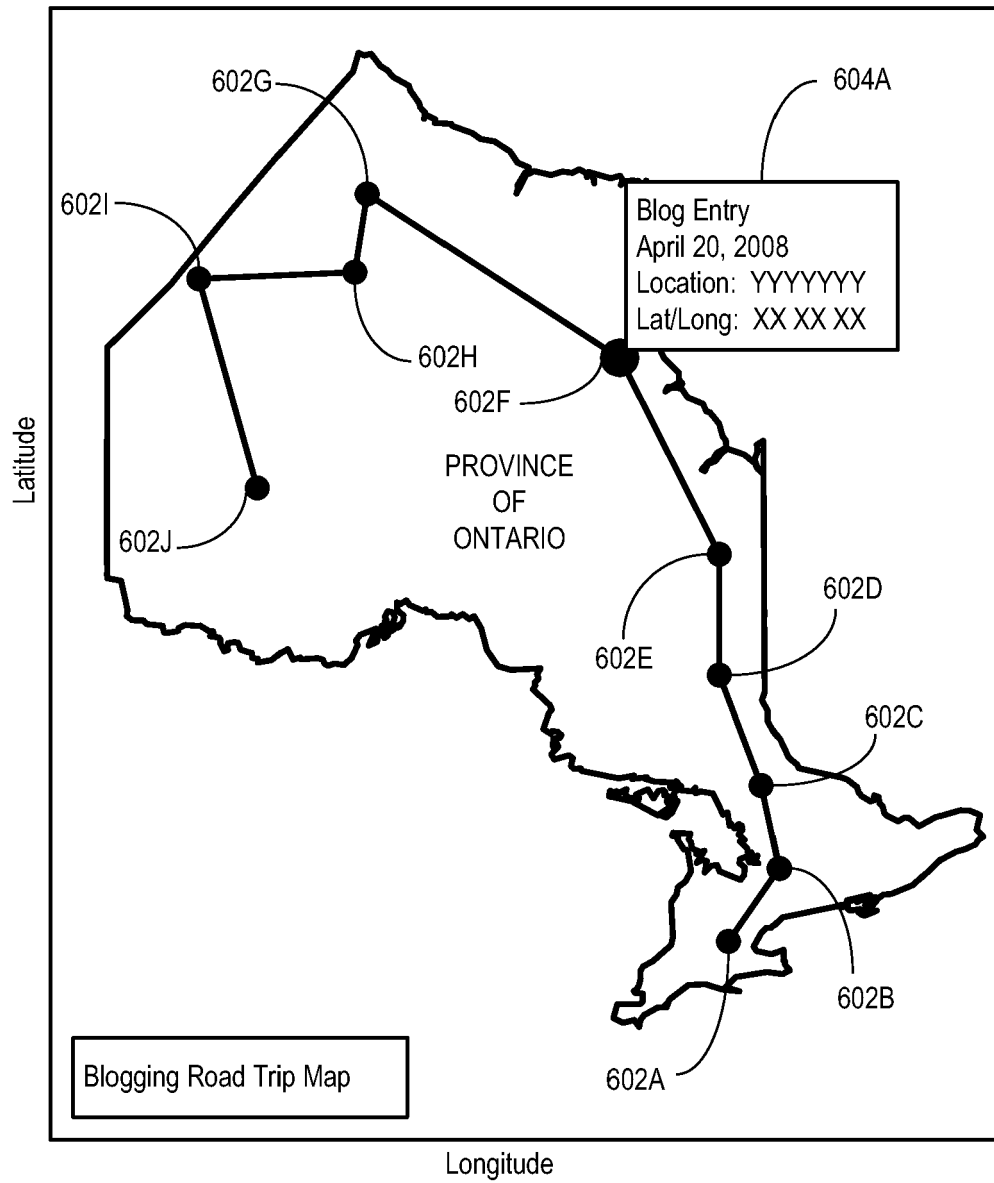 602G
604A
602I
Blog Entry
April 20, 2008
Location: YYYYYYY
Lat/Long: XX XX XX
602H
602F
Latitude
PROVINCE
OF
ONTARIO
602J
602D
602E
602C
602B
602A
Blogging Road Trip Map
Longitude